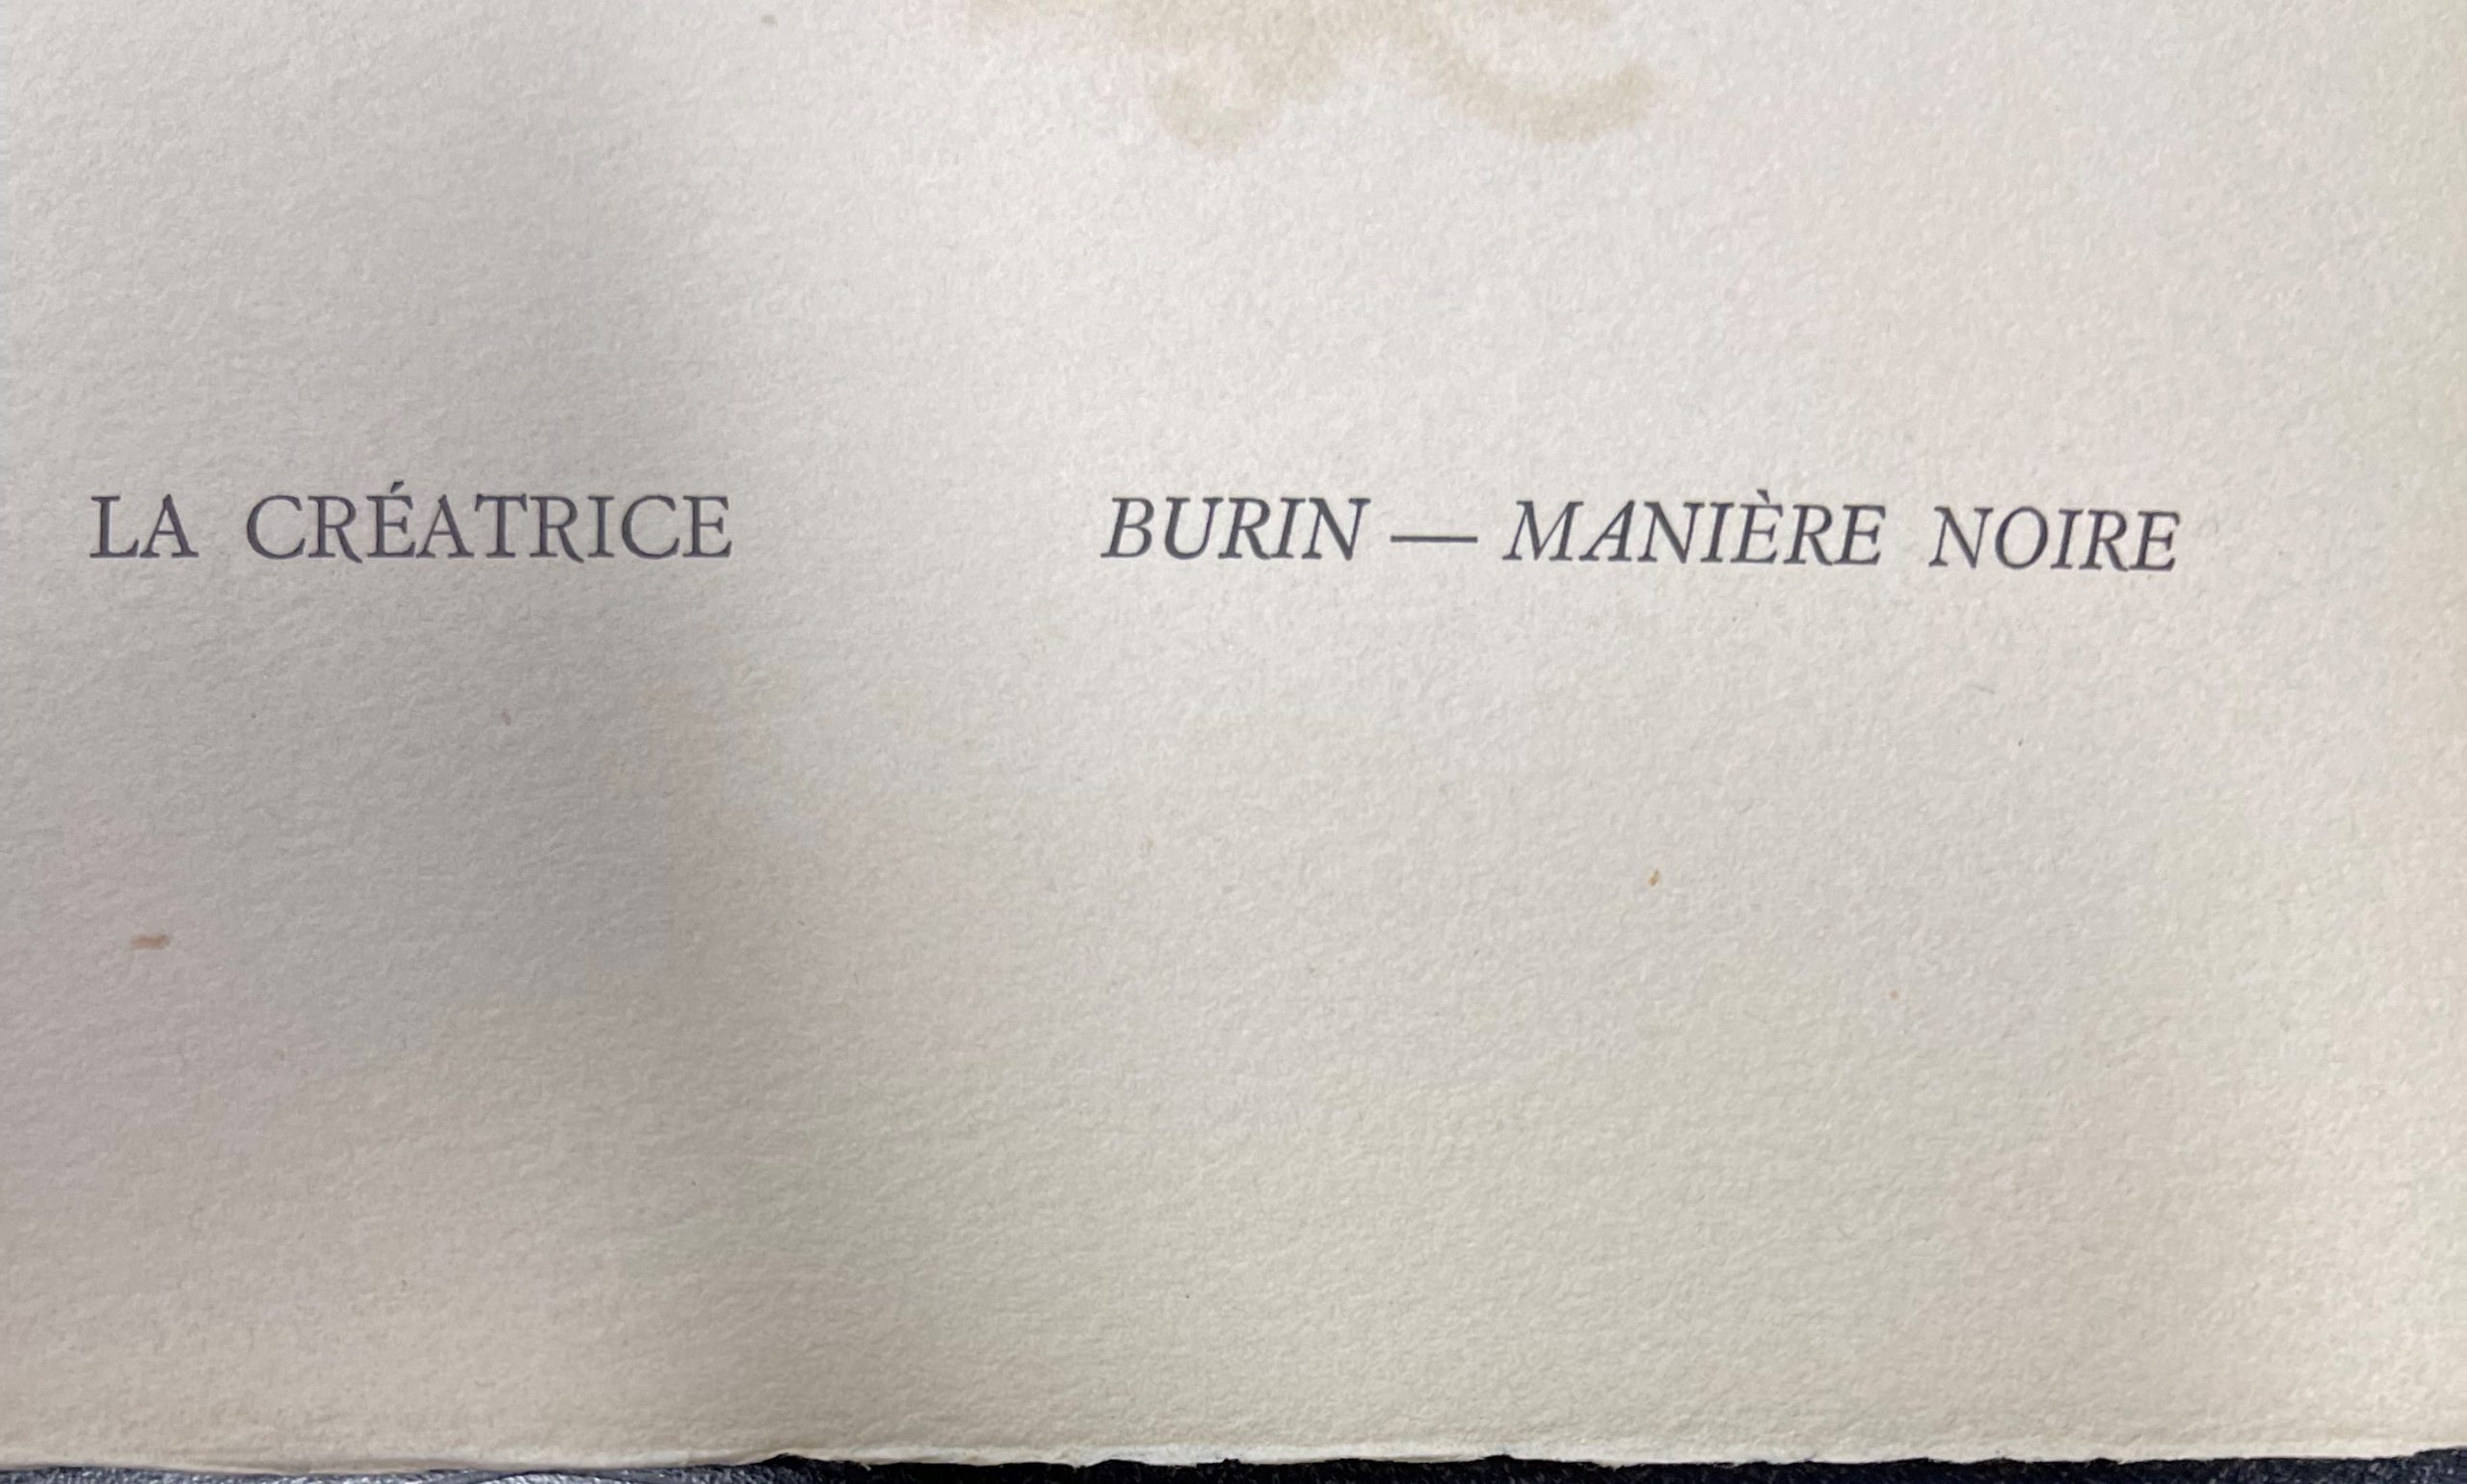 LA CRÉATRICE BURIN — MANIÈRE NOIRE